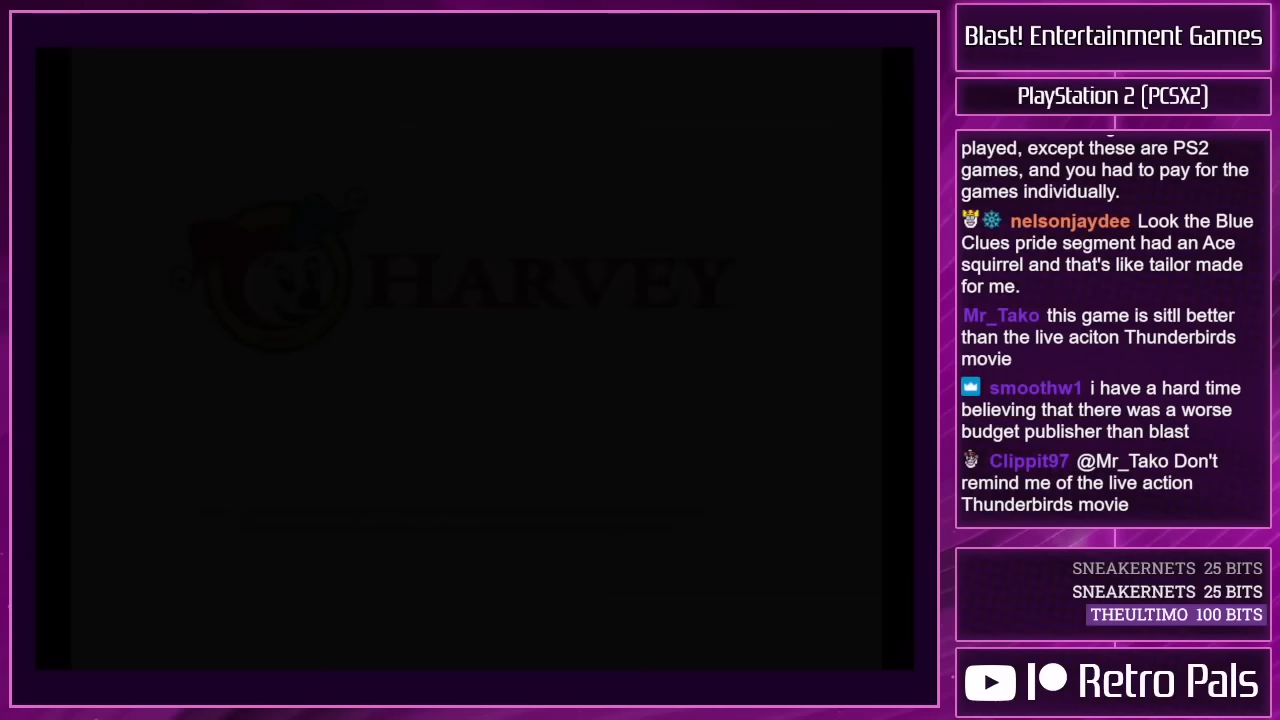 HARVEY
Blast! Entertainment Games
PlayStation 2 (PCSX2)
played, except these are PS2
games, and you had to pay for the
games individually.
nelsonjaydee Look the Blue
Clues pride segment had an Ace
squirrel and that's like tailor made
for me.
Mr_Tako this game is sitll better
than the live aciton Thunderbirds
movie
smoothw1 i have a hard time
believing that there was a worse
budget publisher than blast
Clippit97 @Mr_Tako Don't
remind me of the live action
Thunderbirds movie
SNEAKERNETS 25 BITS
SNEAKERNETS 25 BITS
THEULTIMO 100 BITS
Retro Pals